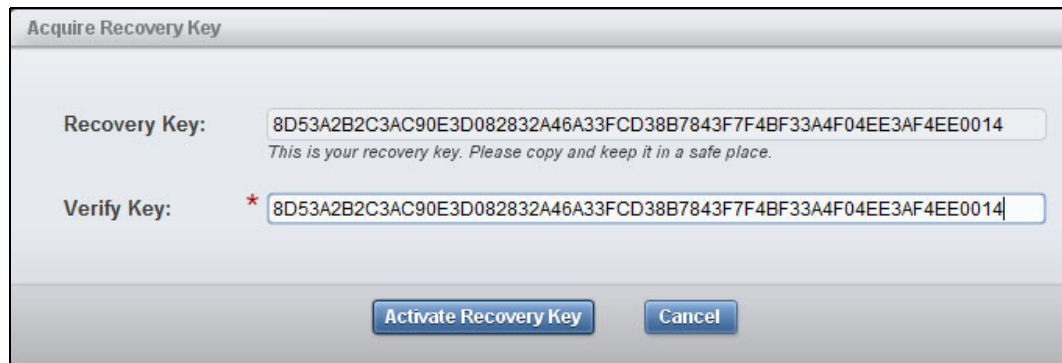 Acquire Recovery Key
Recovery Key: 8D53A2B2C3AC90E3D082832A46A33FCD38B7843F7F4BF33A4F04EE3AF4EE0014
This is your recovery key. Please copy and keep it in a safe place.
Verify Key: * 8D53A2B2C3AC90E3D082832A46A33FCD38B7843F7F4BF33A4F04EE3AF4EE0014
Activate Recovery Key Cancel